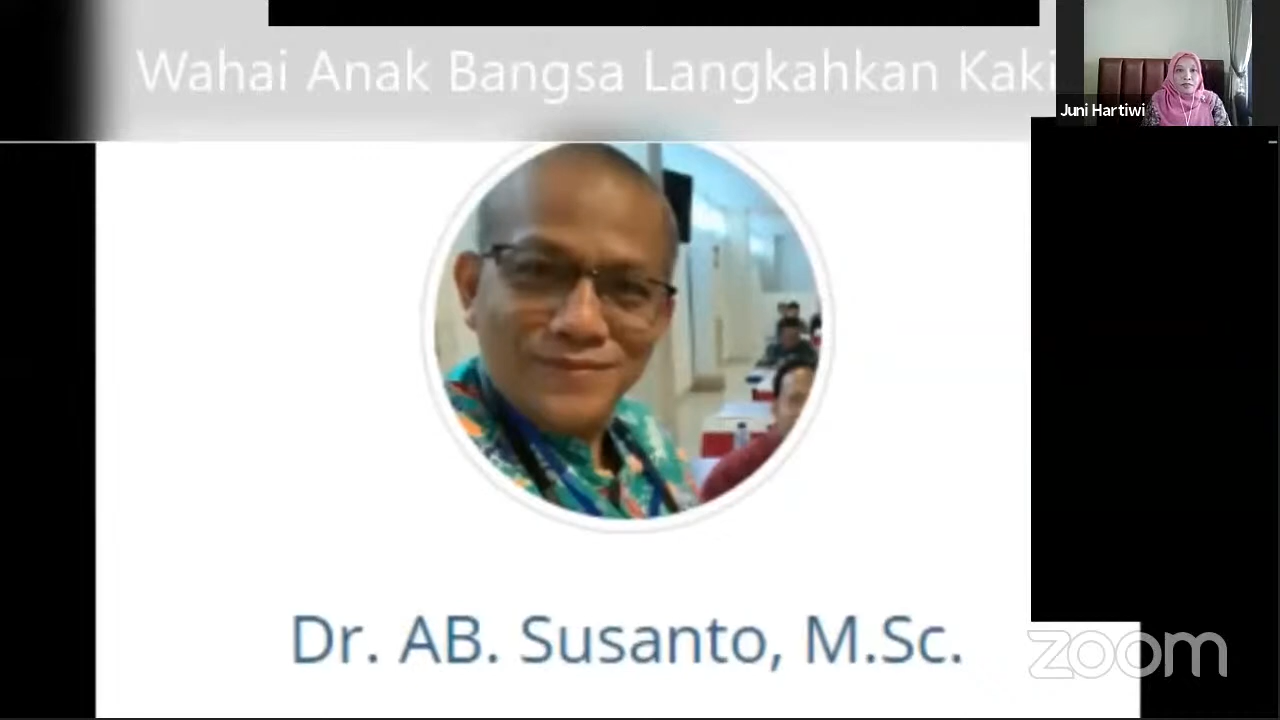 Wahai Anak Bangsa Langkahkan Kaki
Juni Hartiwi
Dr. AB. Susanto, M.Sc.
zoom